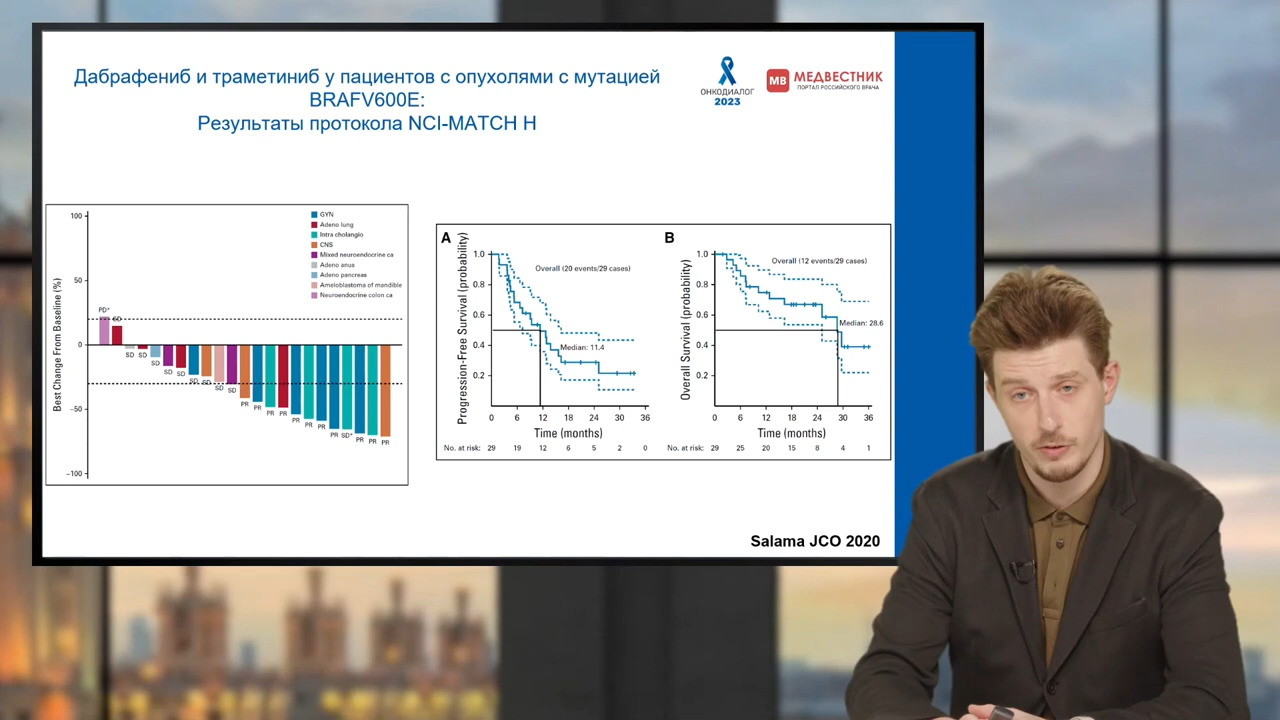 Дабрафениб и траметиниб у пациентов с опухолями с мутацией
BRAFV600E:
Результаты протокола NCI-MATCH H
ОНКОДИАЛОГ
2023
МВ
МЕДВЕСТНИК
ПОРТАЛ РОССИЙСКОГО ВРАЧА
Best Change From Baseline (%)
100
50
0
−50
−100
GYN
Adeno lung
Intra cholangio
CNS
Mixed neuroendocrine ca
Adeno anus
Adeno pancreas
Ameloblastoma of mandible
Neuroendocrine colon ca
PD*
SD
SD
SD
SD
SD
SD
SD
SD
SD
SD
PR
PR
PR
PR
PR
PR
PR
PR
SD*
PR
PR
PR
A
Progression-Free Survival (probability)
1.0
0.8
0.6
0.4
0.2
Overall (20 events/29 cases)
Median: 11.4
0 6 12 18 24 30 36
Time (months)
No. at risk: 29 19 12 6 5 2 0
B
Overall Survival (probability)
1.0
0.8
0.6
0.4
0.2
Overall (12 events/29 cases)
Median: 28.6
0 6 12 18 24 30 36
Time (months)
No. at risk: 29 25 20 15 8 4 1
Salama JCO 2020